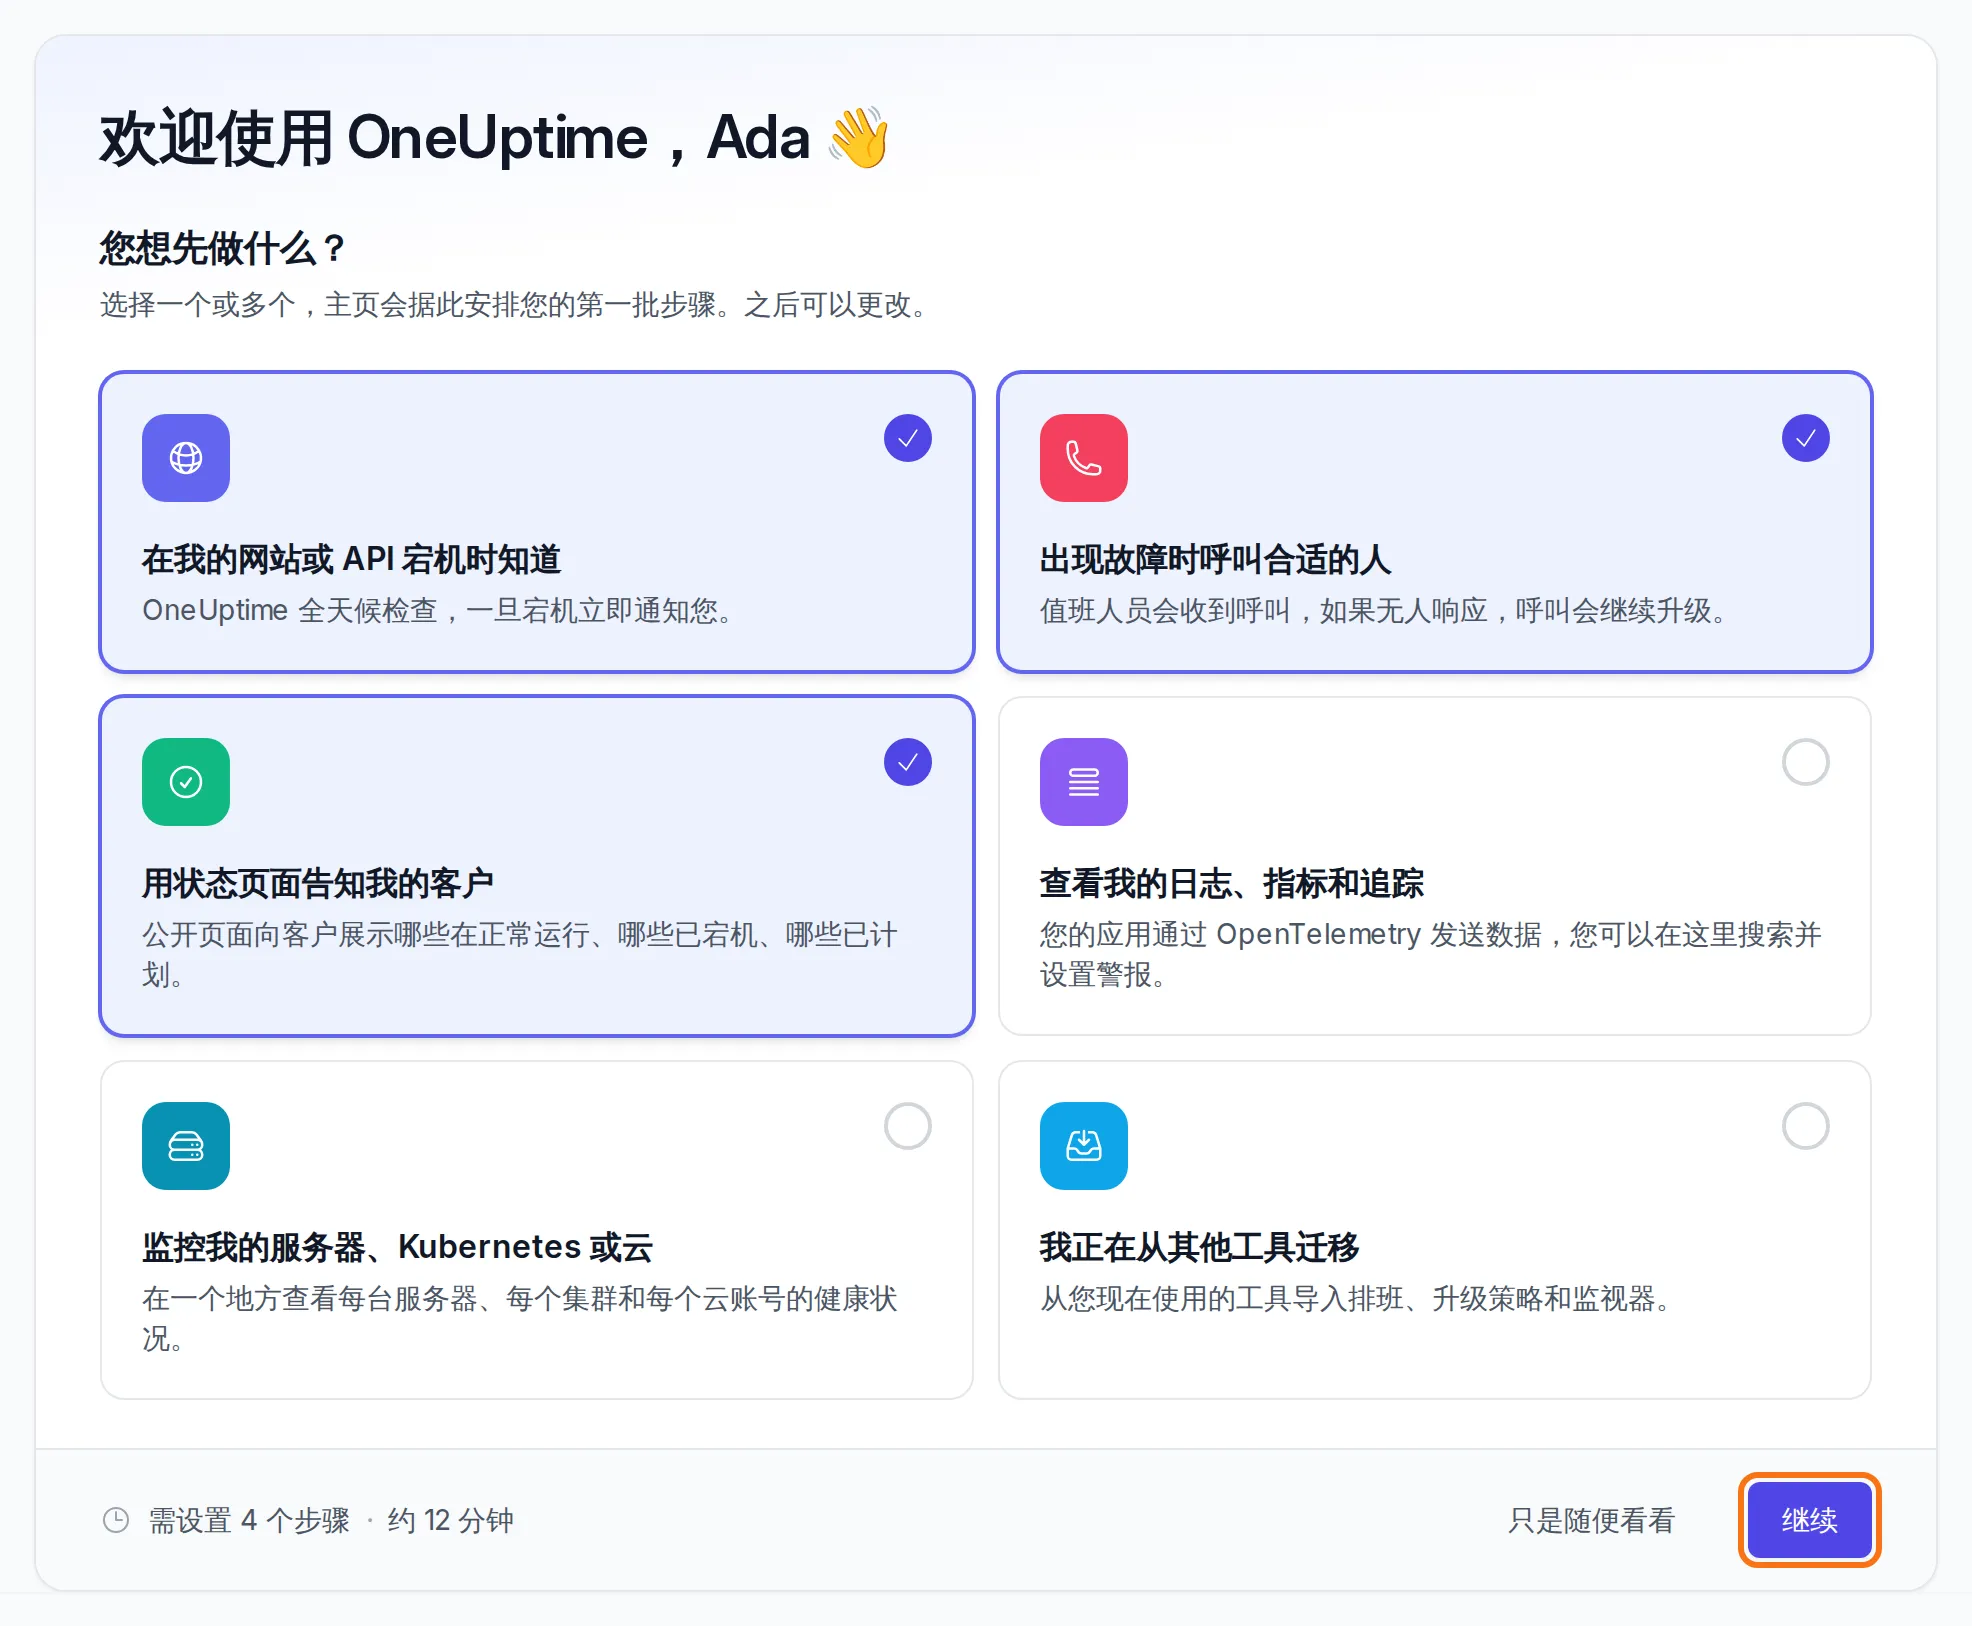 欢迎使用 OneUptime，Ada 👋
您想先做什么？
选择一个或多个，主页会据此安排您的第一批步骤。之后可以更改。
在我的网站或 API 宕机时知道
OneUptime 全天候检查，一旦宕机立即通知您。
出现故障时呼叫合适的人
值班人员会收到呼叫，如果无人响应，呼叫会继续升级。
用状态页面告知我的客户
公开页面向客户展示哪些在正常运行、哪些已宕机、哪些已计
划。
查看我的日志、指标和追踪
您的应用通过 OpenTelemetry 发送数据，您可以在这里搜索并
设置警报。
监控我的服务器、Kubernetes 或云
在一个地方查看每台服务器、每个集群和每个云账号的健康状
况。
我正在从其他工具迁移
从您现在使用的工具导入排班、升级策略和监视器。
需设置 4 个步骤 · 约 12 分钟
只是随便看看
继续